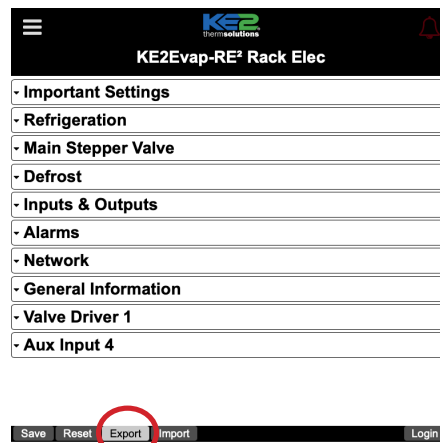 KE2
thermsolutions
KE2Evap-RE² Rack Elec
Important Settings
Refrigeration
Main Stepper Valve
Defrost
Inputs & Outputs
Alarms
Network
General Information
Valve Driver 1
Aux Input 4
Save Reset Export Import Login